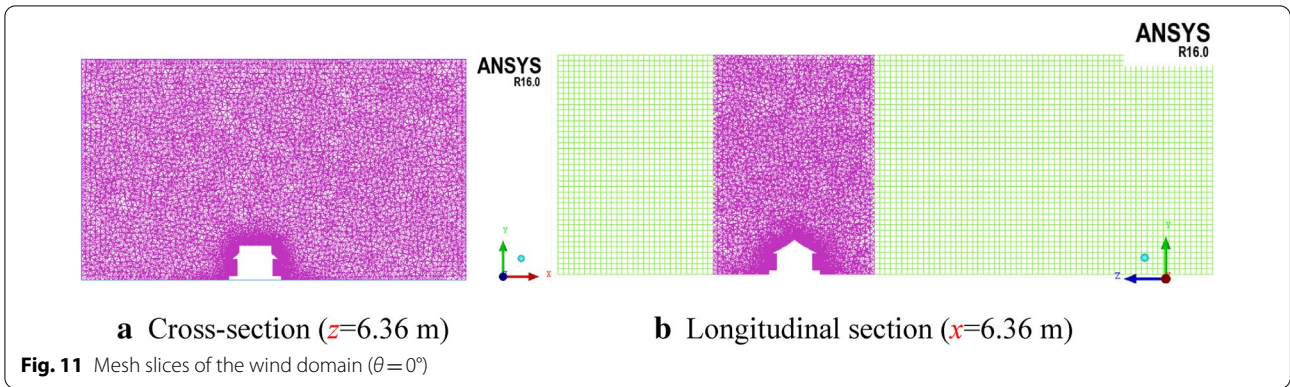 ANSYS
R16.0
Y
X
ANSYS
R16.0
Y
Z
a Cross-section (z=6.36 m)
b Longitudinal section (x=6.36 m)
Fig. 11 Mesh slices of the wind domain (θ=0°)